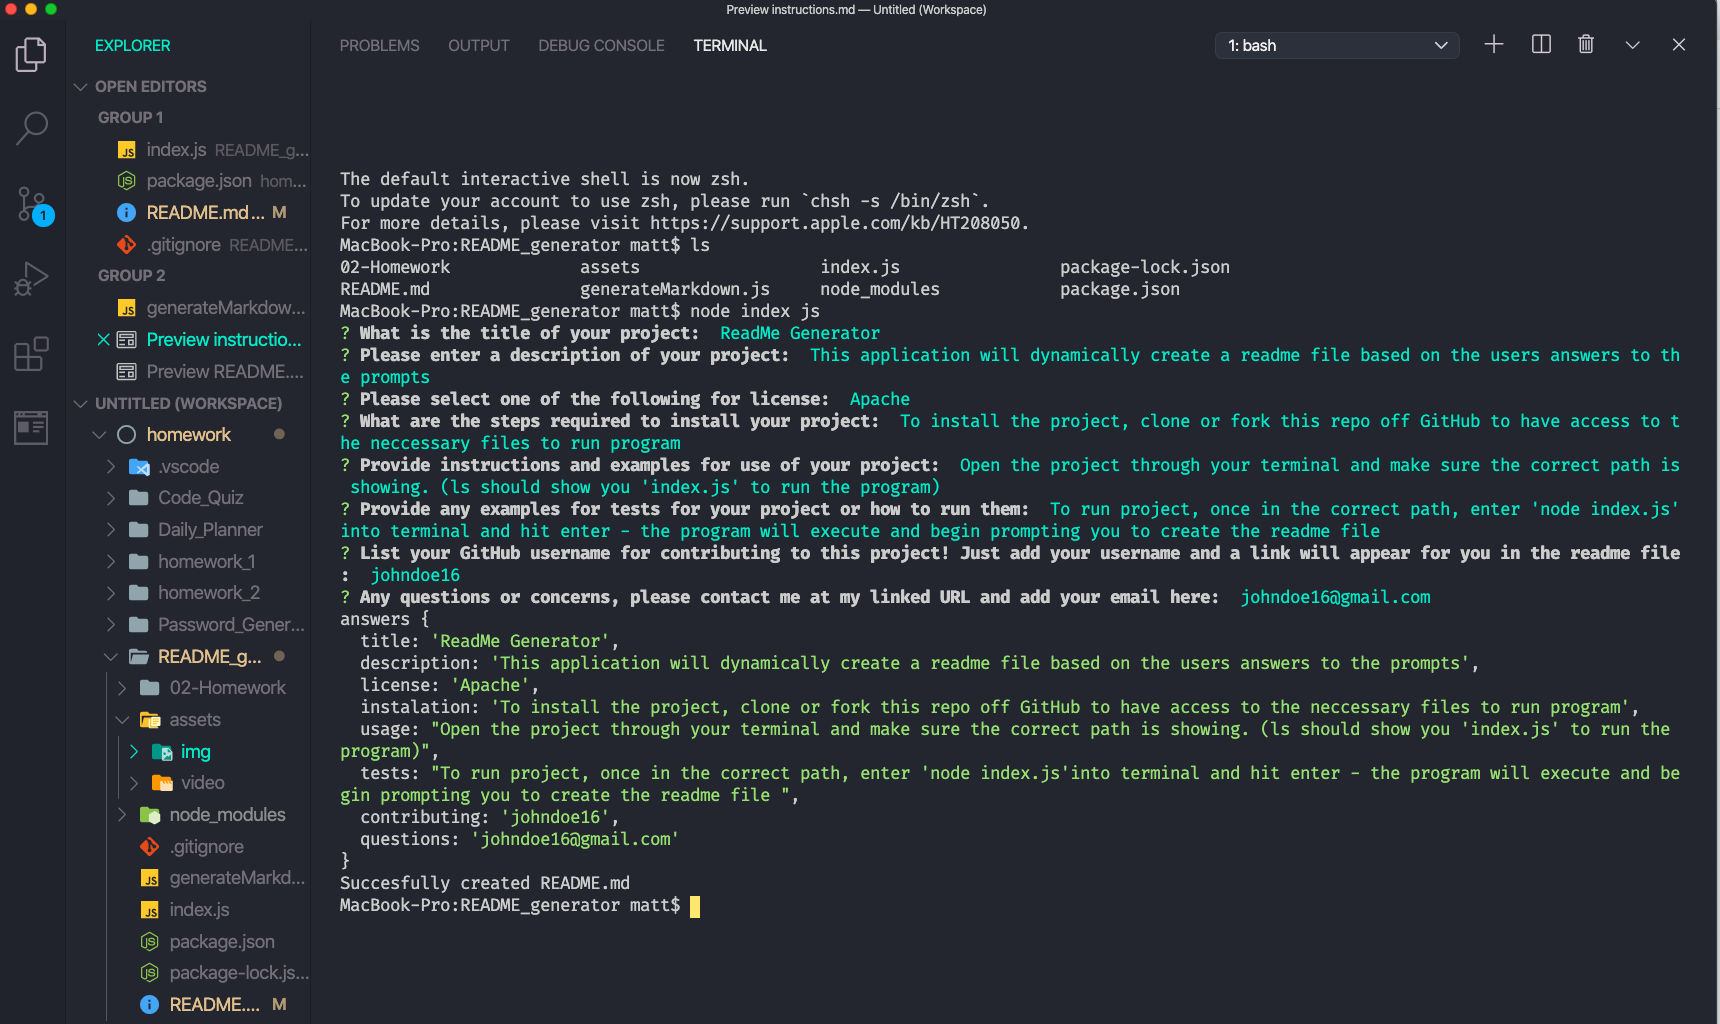 Preview instructions.md — Untitled (Workspace)
EXPLORER
OPEN EDITORS
GROUP 1
index.js README_g...
package.json hom...
README.md... M
.gitignore README...
GROUP 2
generateMarkdow...
Preview instructio...
Preview README....
UNTITLED (WORKSPACE)
homework
.vscode
Code_Quiz
Daily_Planner
homework_1
homework_2
Password_Gener...
README_g...
02-Homework
assets
img
video
node_modules
.gitignore
generateMarkd...
index.js
package.json
package-lock.js...
README.... M
1
PROBLEMS OUTPUT DEBUG CONSOLE TERMINAL 1: bash
The default interactive shell is now zsh.
To update your account to use zsh, please run `chsh -s /bin/zsh`.
For more details, please visit https://support.apple.com/kb/HT208050.
MacBook-Pro:README_generator matt$ ls
02-Homework assets index.js package-lock.json
README.md generateMarkdown.js node_modules package.json
MacBook-Pro:README_generator matt$ node index js
? What is the title of your project: ReadMe Generator
? Please enter a description of your project: This application will dynamically create a readme file based on the users answers to th
e prompts
? Please select one of the following for license: Apache
? What are the steps required to install your project: To install the project, clone or fork this repo off GitHub to have access to t
he neccessary files to run program
? Provide instructions and examples for use of your project: Open the project through your terminal and make sure the correct path is
showing. (ls should show you 'index.js' to run the program)
? Provide any examples for tests for your project or how to run them: To run project, once in the correct path, enter 'node index.js'
into terminal and hit enter - the program will execute and begin prompting you to create the readme file
? List your GitHub username for contributing to this project! Just add your username and a link will appear for you in the readme file
: johndoe16
? Any questions or concerns, please contact me at my linked URL and add your email here: johndoe16@gmail.com
answers {
title: 'ReadMe Generator',
description: 'This application will dynamically create a readme file based on the users answers to the prompts',
license: 'Apache',
instalation: 'To install the project, clone or fork this repo off GitHub to have access to the neccessary files to run program',
usage: "Open the project through your terminal and make sure the correct path is showing. (ls should show you 'index.js' to run the
program)",
tests: "To run project, once in the correct path, enter 'node index.js'into terminal and hit enter - the program will execute and be
gin prompting you to create the readme file ",
contributing: 'johndoe16',
questions: 'johndoe16@gmail.com'
}
Succesfully created README.md
MacBook-Pro:README_generator matt$